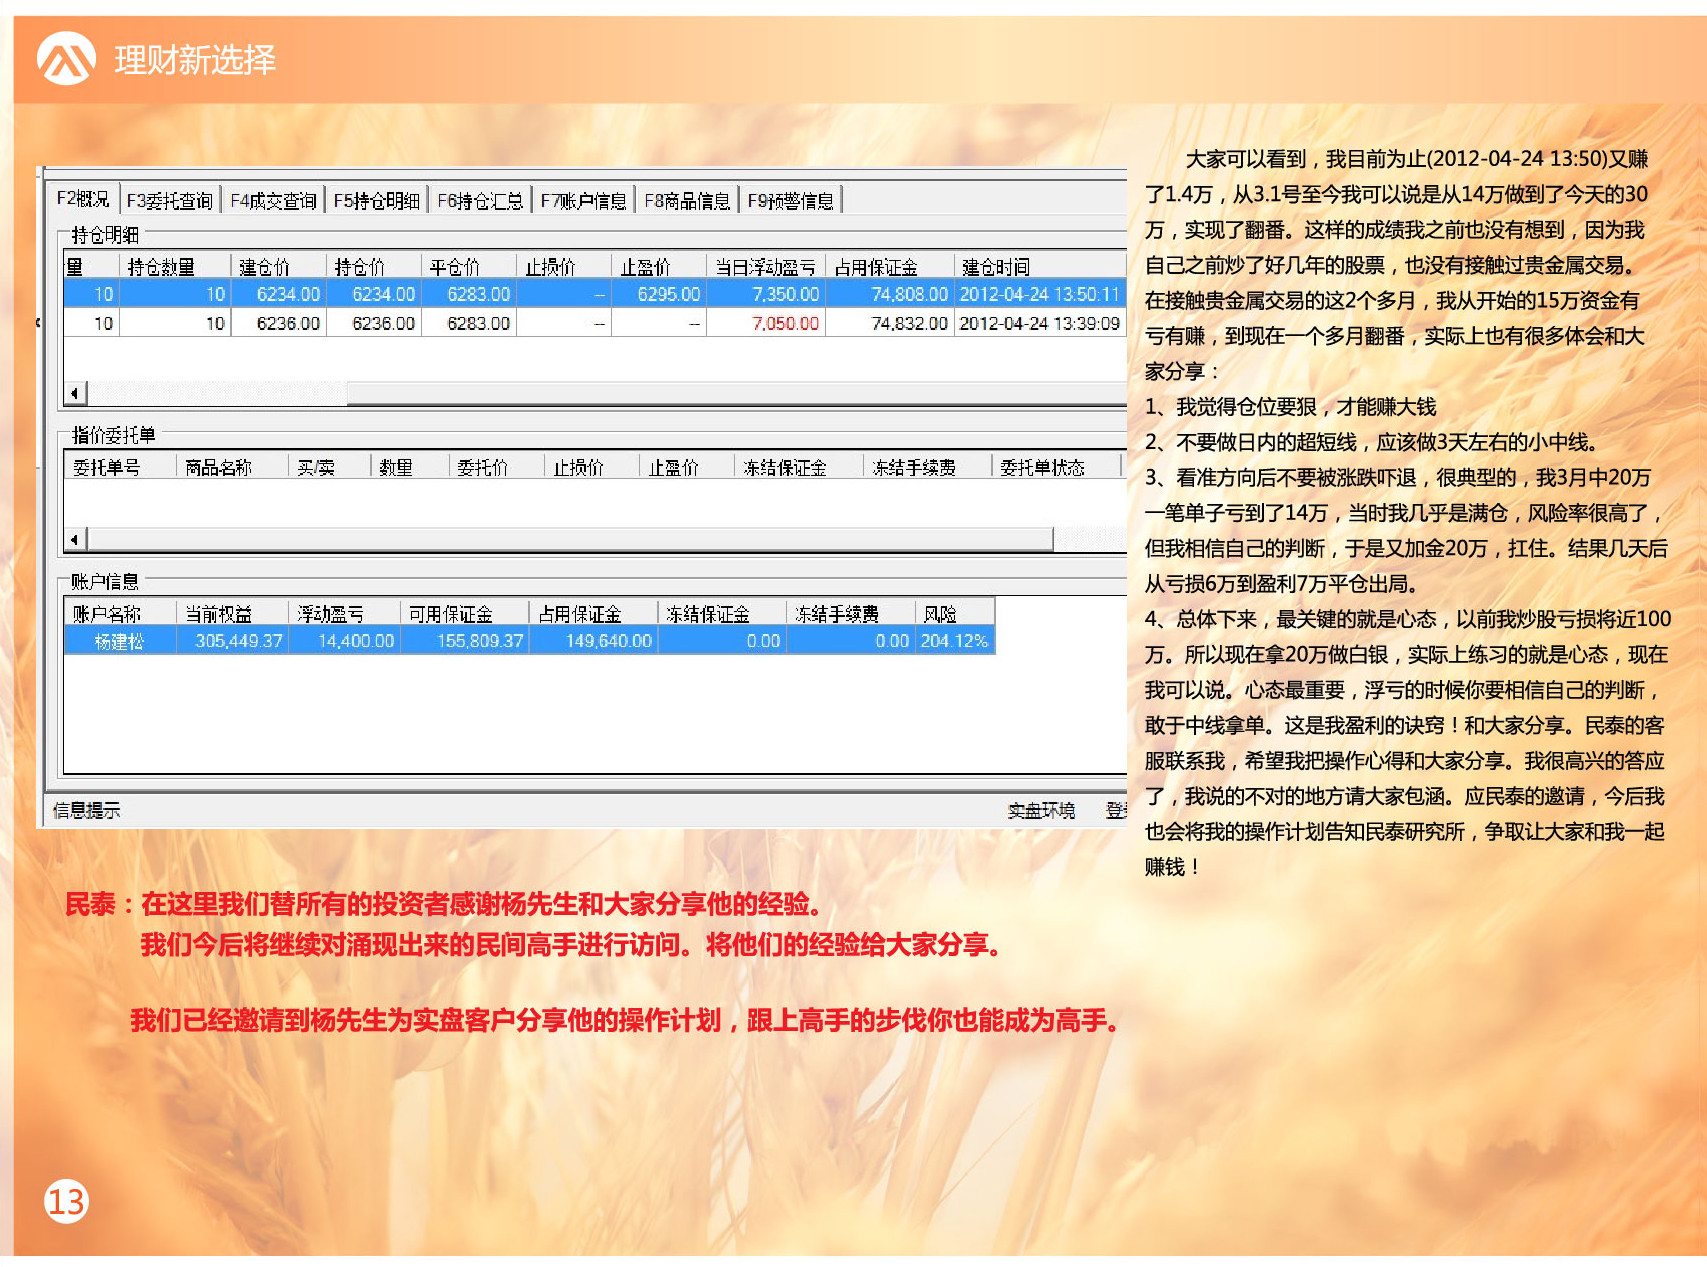 理财新选择
F2概况 F3委托查询 F4成交查询 F5持仓明细 F6持仓汇总 F7账户信息 F8商品信息 F9预警信息
持仓明细
量 持仓数量 建仓价 持仓价 平仓价 止损价 止盈价 当日浮动盈亏 占用保证金 建仓时间
10 10 6234.00 6234.00 6283.00 -- 6295.00 7,350.00 74,808.00 2012-04-24 13:50:11
10 10 6236.00 6236.00 6283.00 -- -- 7,050.00 74,832.00 2012-04-24 13:39:09
指价委托单
委托单号 商品名称 买/卖 数量 委托价 止损价 止盈价 冻结保证金 冻结手续费 委托单状态
账户信息
账户名称 当前权益 浮动盈亏 可用保证金 占用保证金 冻结保证金 冻结手续费 风险
杨建松 305,449.37 14,400.00 155,809.37 149,640.00 0.00 0.00 204.12%
信息提示 实盘环境 登
大家可以看到，我目前为止(2012-04-24 13:50)又赚
了1.4万，从3.1号至今我可以说是从14万做到了今天的30
万，实现了翻番。这样的成绩我之前也没有想到，因为我
自己之前炒了好几年的股票，也没有接触过贵金属交易。
在接触贵金属交易的这2个多月，我从开始的15万资金有
亏有赚，到现在一个多月翻番，实际上也有很多体会和大
家分享：
1、我觉得仓位要狠，才能赚大钱
2、不要做日内的超短线，应该做3天左右的小中线。
3、看准方向后不要被涨跌吓退，很典型的，我3月中20万
一笔单子亏到了14万，当时我几乎是满仓，风险率很高了，
但我相信自己的判断，于是又加金20万，扛住。结果几天后
从亏损6万到盈利7万平仓出局。
4、总体下来，最关键的就是心态，以前我炒股亏损将近100
万。所以现在拿20万做白银，实际上练习的就是心态，现在
我可以说。心态最重要，浮亏的时候你要相信自己的判断，
敢于中线拿单。这是我盈利的诀窍！和大家分享。民泰的客
服联系我，希望我把操作心得和大家分享。我很高兴的答应
了，我说的不对的地方请大家包涵。应民泰的邀请，今后我
也会将我的操作计划告知民泰研究所，争取让大家和我一起
赚钱！
民泰：在这里我们替所有的投资者感谢杨先生和大家分享他的经验。
我们今后将继续对涌现出来的民间高手进行访问。将他们的经验给大家分享。
我们已经邀请到杨先生为实盘客户分享他的操作计划，跟上高手的步伐你也能成为高手。
13